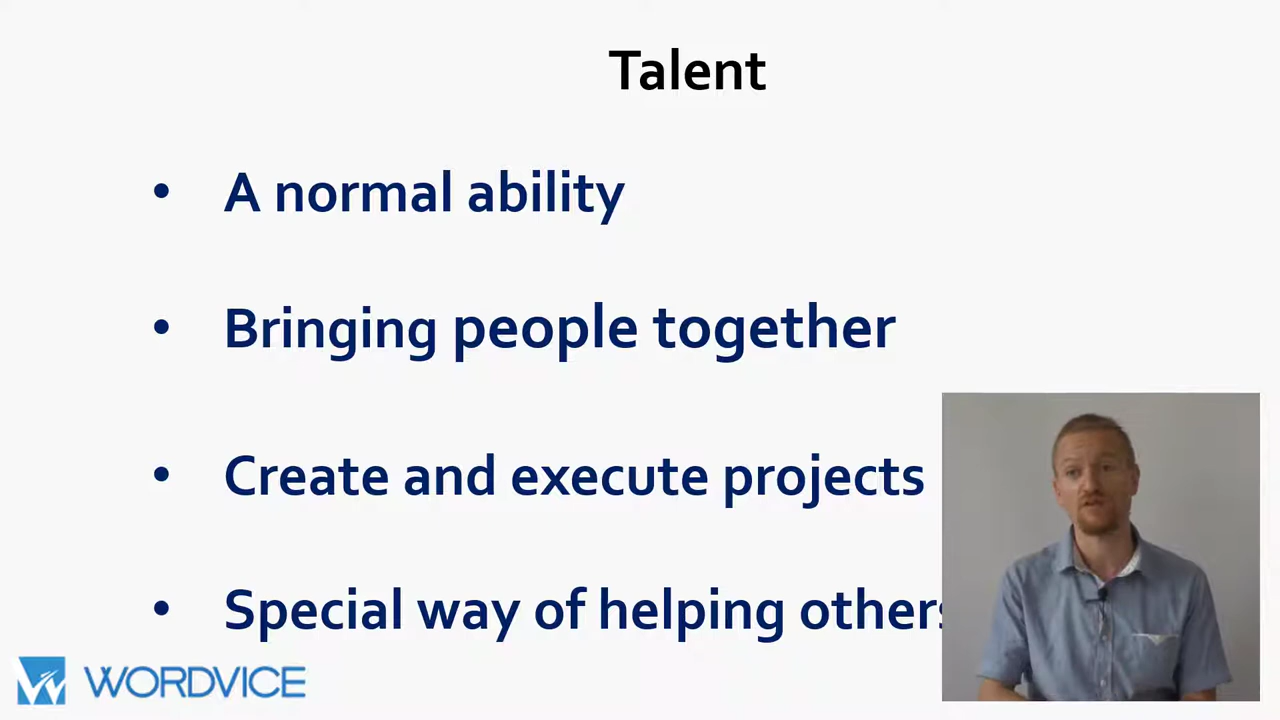 Talent
• A normal ability
• Bringing people together
• Create and execute projects
• Special way of helping others
WORDVICE